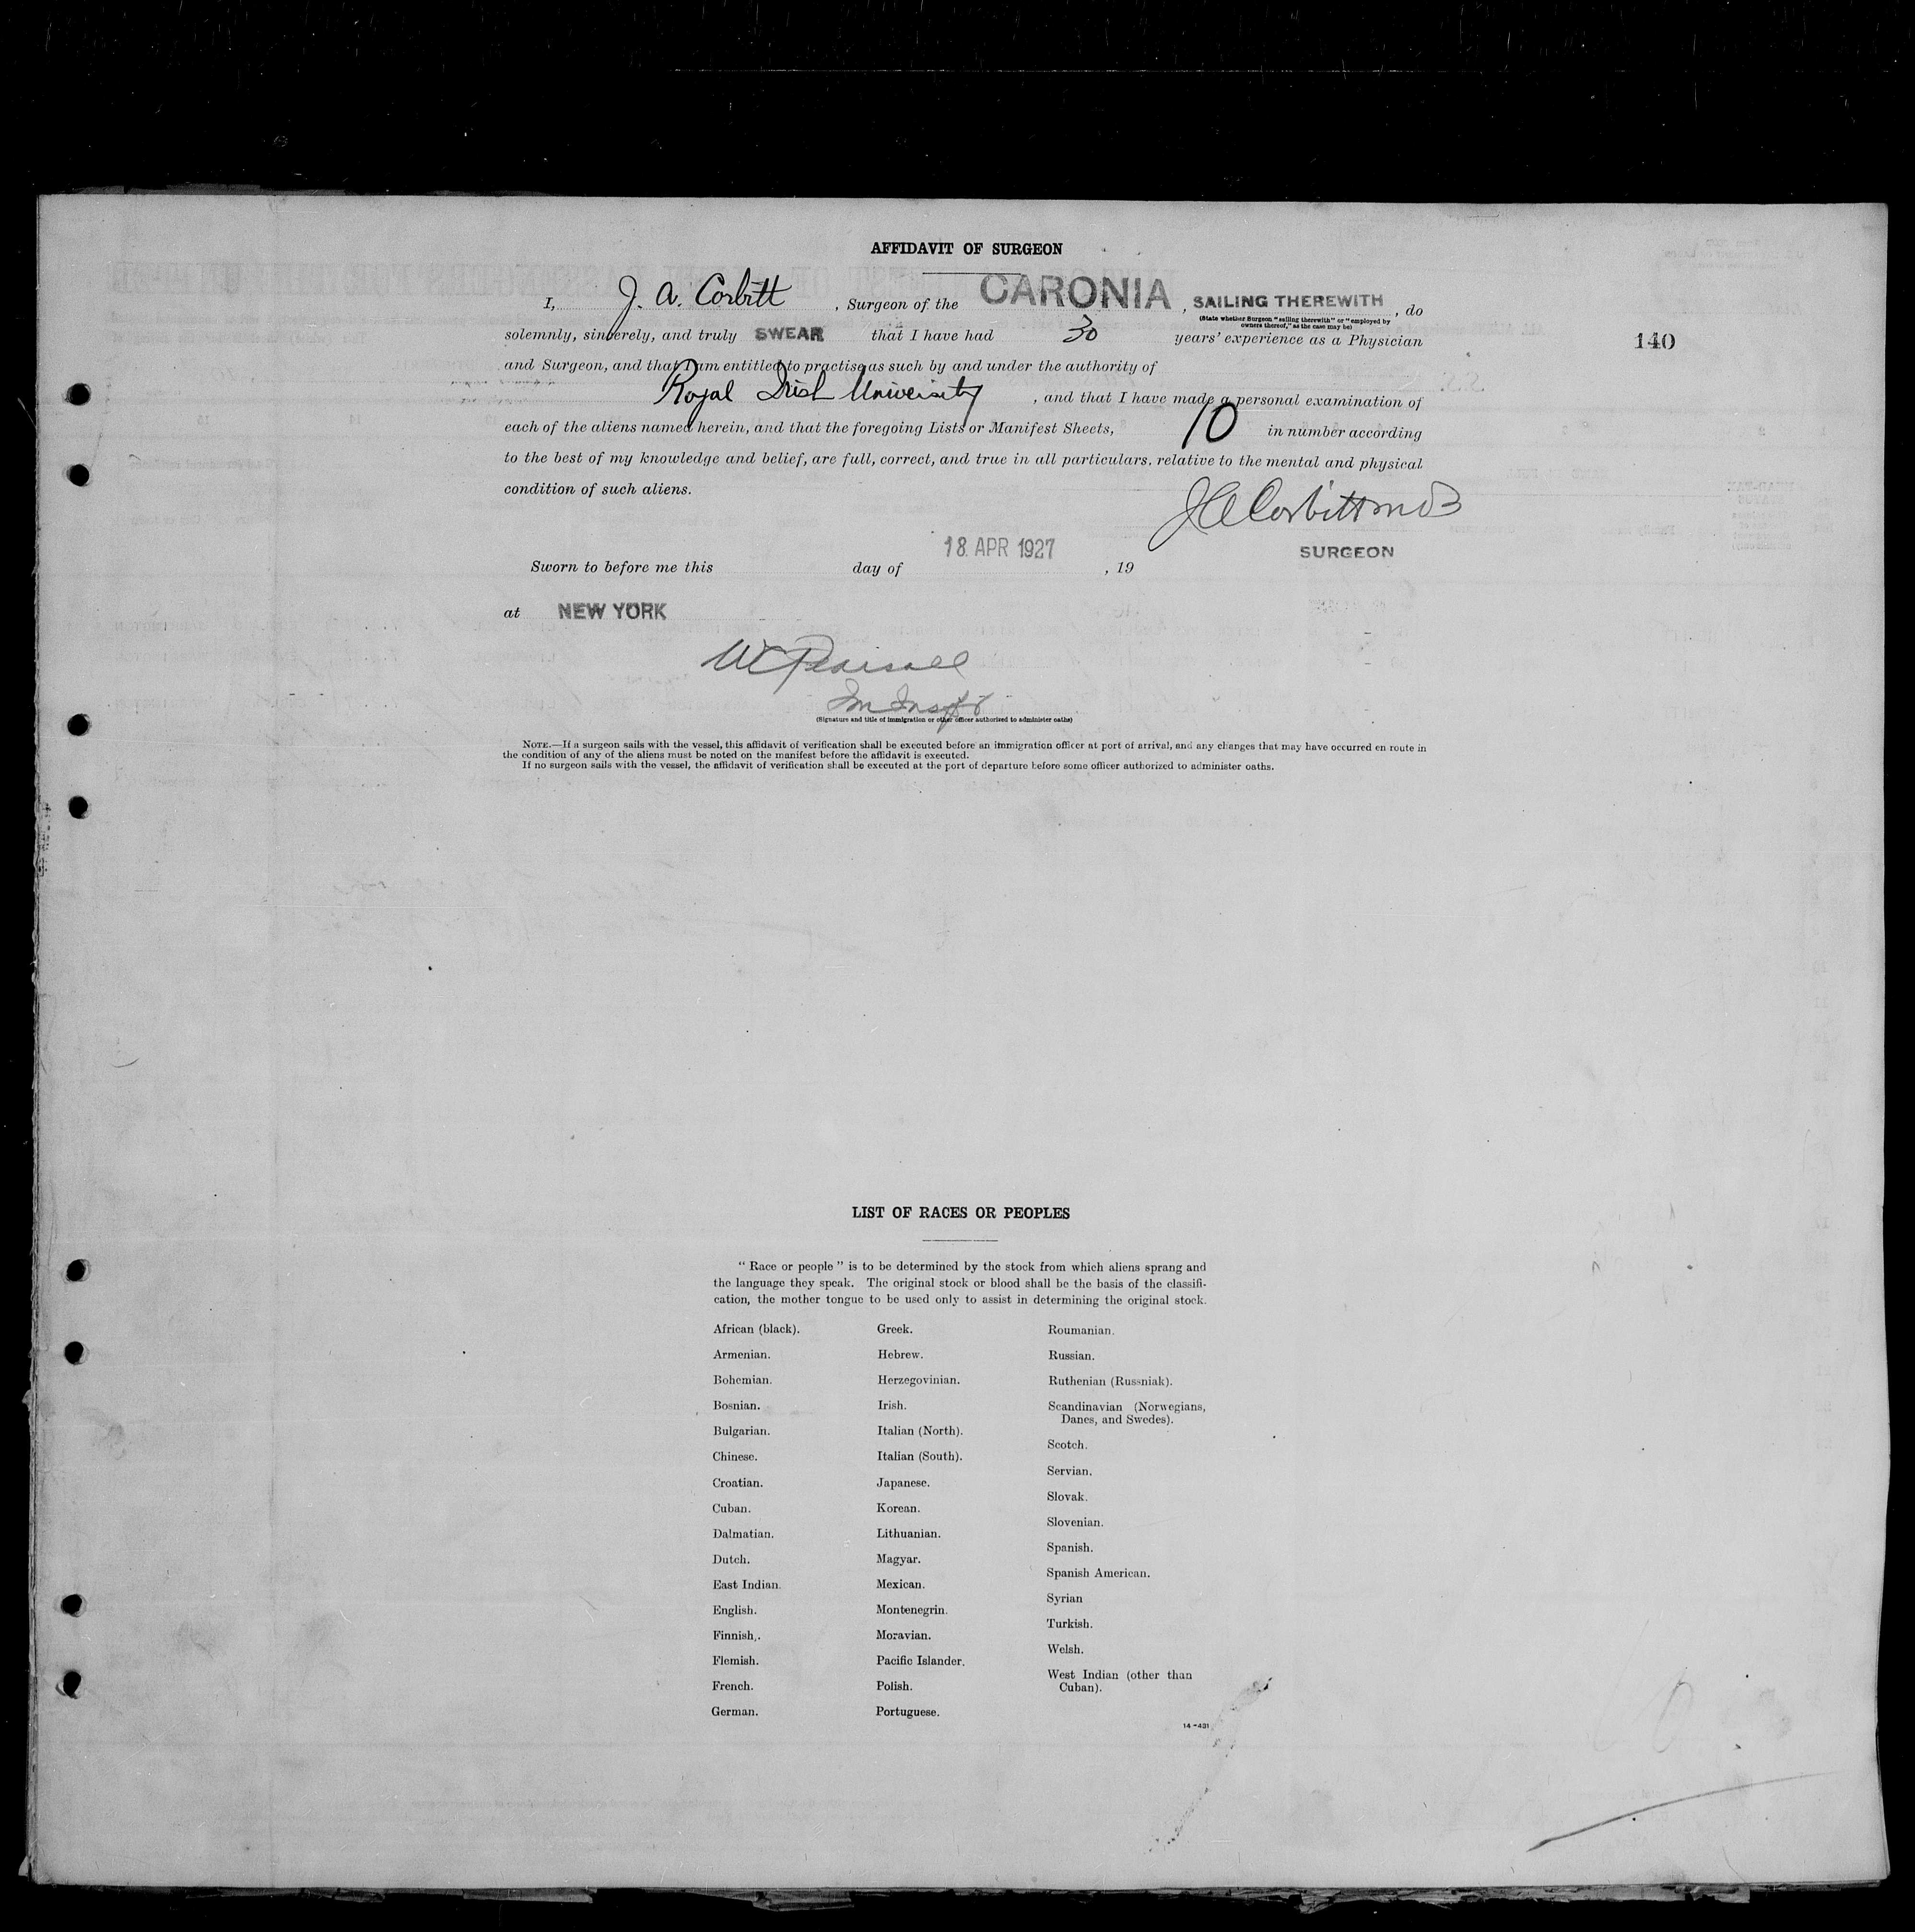 AFFIDAVIT OF SURGEON
I, J. A. Corbitt, Surgeon of the CARONIA, SAILING THEREWITH, do
(State whether Surgeon "sailing therewith" or "employed by
owners thereof," as the case may be)
solemnly, sincerely, and truly SWEAR that I have had 30 years' experience as a Physician
140
and Surgeon, and that I am entitled to practise as such by and under the authority of
Royal Irish University, and that I have made a personal examination of
each of the aliens named herein, and that the foregoing Lists or Manifest Sheets, 10 in number according
to the best of my knowledge and belief, are full, correct, and true in all particulars. relative to the mental and physical
condition of such aliens.
J A Corbitt MB
SURGEON
18 APR 1927
Sworn to before me this day of , 19
at NEW YORK
W C Pearsall
Im Inspr
(Signature and title of immigration or other officer authorized to administer oaths)
NOTE.—If a surgeon sails with the vessel, this affidavit of verification shall be executed before an immigration officer at port of arrival, and any changes that may have occurred en route in
the condition of any of the aliens must be noted on the manifest before the affidavit is executed.
If no surgeon sails with the vessel, the affidavit of verification shall be executed at the port of departure before some officer authorized to administer oaths.
LIST OF RACES OR PEOPLES
" Race or people " is to be determined by the stock from which aliens sprang and
the language they speak. The original stock or blood shall be the basis of the classifi-
cation, the mother tongue to be used only to assist in determining the original stock.
African (black).
Armenian.
Bohemian.
Bosnian.
Bulgarian.
Chinese.
Croatian.
Cuban.
Dalmatian.
Dutch.
East Indian.
English.
Finnish.
Flemish.
French.
German.
Greek.
Hebrew.
Herzegovinian.
Irish.
Italian (North).
Italian (South).
Japanese.
Korean.
Lithuanian.
Magyar.
Mexican.
Montenegrin.
Moravian.
Pacific Islander.
Polish.
Portuguese.
Roumanian.
Russian.
Ruthenian (Russniak).
Scandinavian (Norwegians,
Danes, and Swedes).
Scotch.
Servian.
Slovak.
Slovenian.
Spanish.
Spanish American.
Syrian
Turkish.
Welsh.
West Indian (other than
Cuban).
14-431